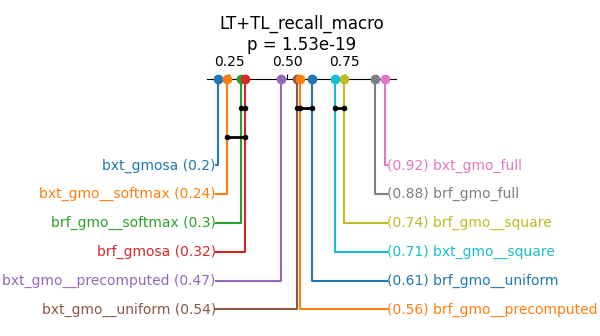 LT+TL_recall_macro
p = 1.53e-19
0.25 0.50 0.75
bxt_gmosa (0.2) (0.92) bxt_gmo_full
bxt_gmo__softmax (0.24) (0.88) brf_gmo_full
brf_gmo__softmax (0.3) (0.74) brf_gmo__square
brf_gmosa (0.32) (0.71) bxt_gmo__square
bxt_gmo__precomputed (0.47) (0.61) brf_gmo__uniform
bxt_gmo__uniform (0.54) (0.56) brf_gmo__precomputed